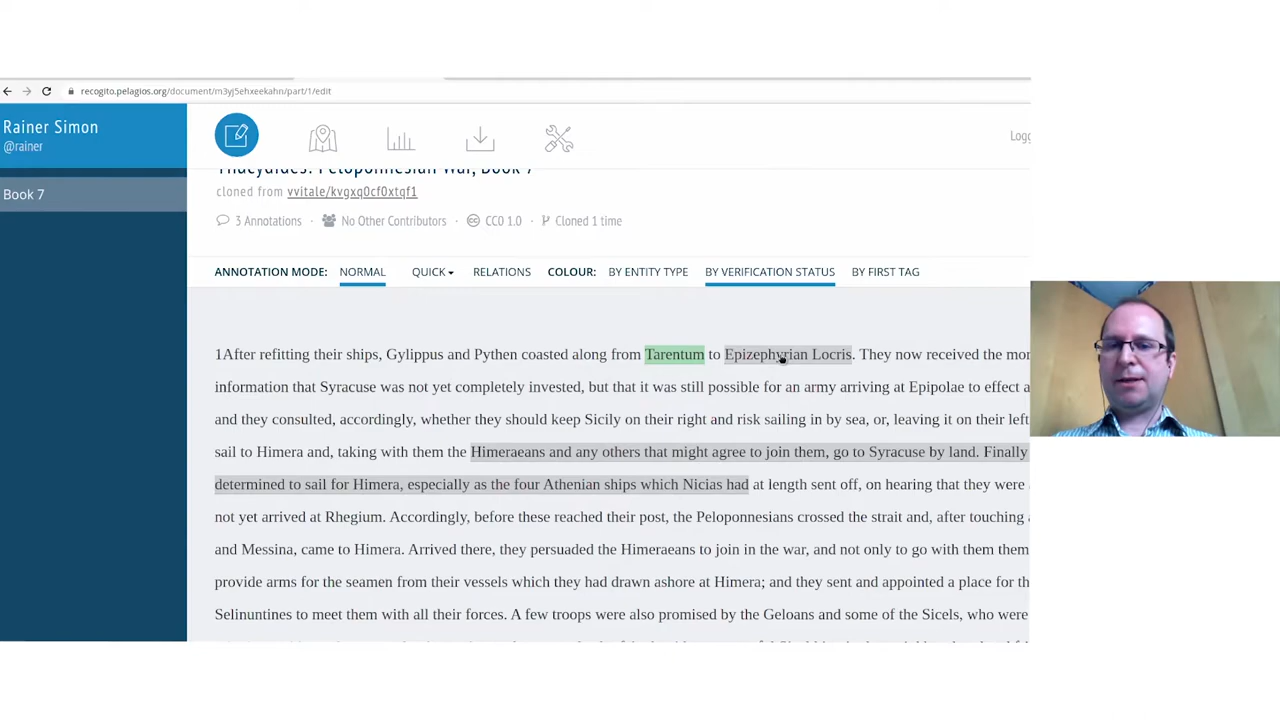 recogito.pelagios.org/document/m3yj5ehxeekahn/part/1/edit
Rainer Simon
@rainer
Logg
Thucydides: Peloponnesian War, Book 7
cloned from vvitale/kvgxq0cf0xtqf1
Book 7
3 Annotations · No Other Contributors · CC0 1.0 · Cloned 1 time
ANNOTATION MODE: NORMAL QUICK RELATIONS COLOUR: BY ENTITY TYPE BY VERIFICATION STATUS BY FIRST TAG
1After refitting their ships, Gylippus and Pythen coasted along from Tarentum to Epizephyrian Locris. They now received the mor
information that Syracuse was not yet completely invested, but that it was still possible for an army arriving at Epipolae to effect a
and they consulted, accordingly, whether they should keep Sicily on their right and risk sailing in by sea, or, leaving it on their left
sail to Himera and, taking with them the Himeraeans and any others that might agree to join them, go to Syracuse by land. Finally
determined to sail for Himera, especially as the four Athenian ships which Nicias had at length sent off, on hearing that they were
not yet arrived at Rhegium. Accordingly, before these reached their post, the Peloponnesians crossed the strait and, after touching
and Messina, came to Himera. Arrived there, they persuaded the Himeraeans to join in the war, and not only to go with them them
provide arms for the seamen from their vessels which they had drawn ashore at Himera; and they sent and appointed a place for th
Selinuntines to meet them with all their forces. A few troops were also promised by the Geloans and some of the Sicels, who were